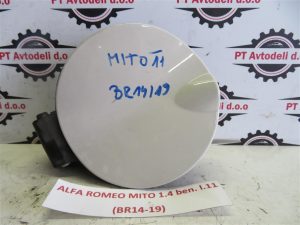 PT Avtodeli d.o.o
PT Avtodeli d.o.o
MITO 11
BR14/19
ALFA ROMEO MITO 1.4 ben. l.11
(BR14-19)